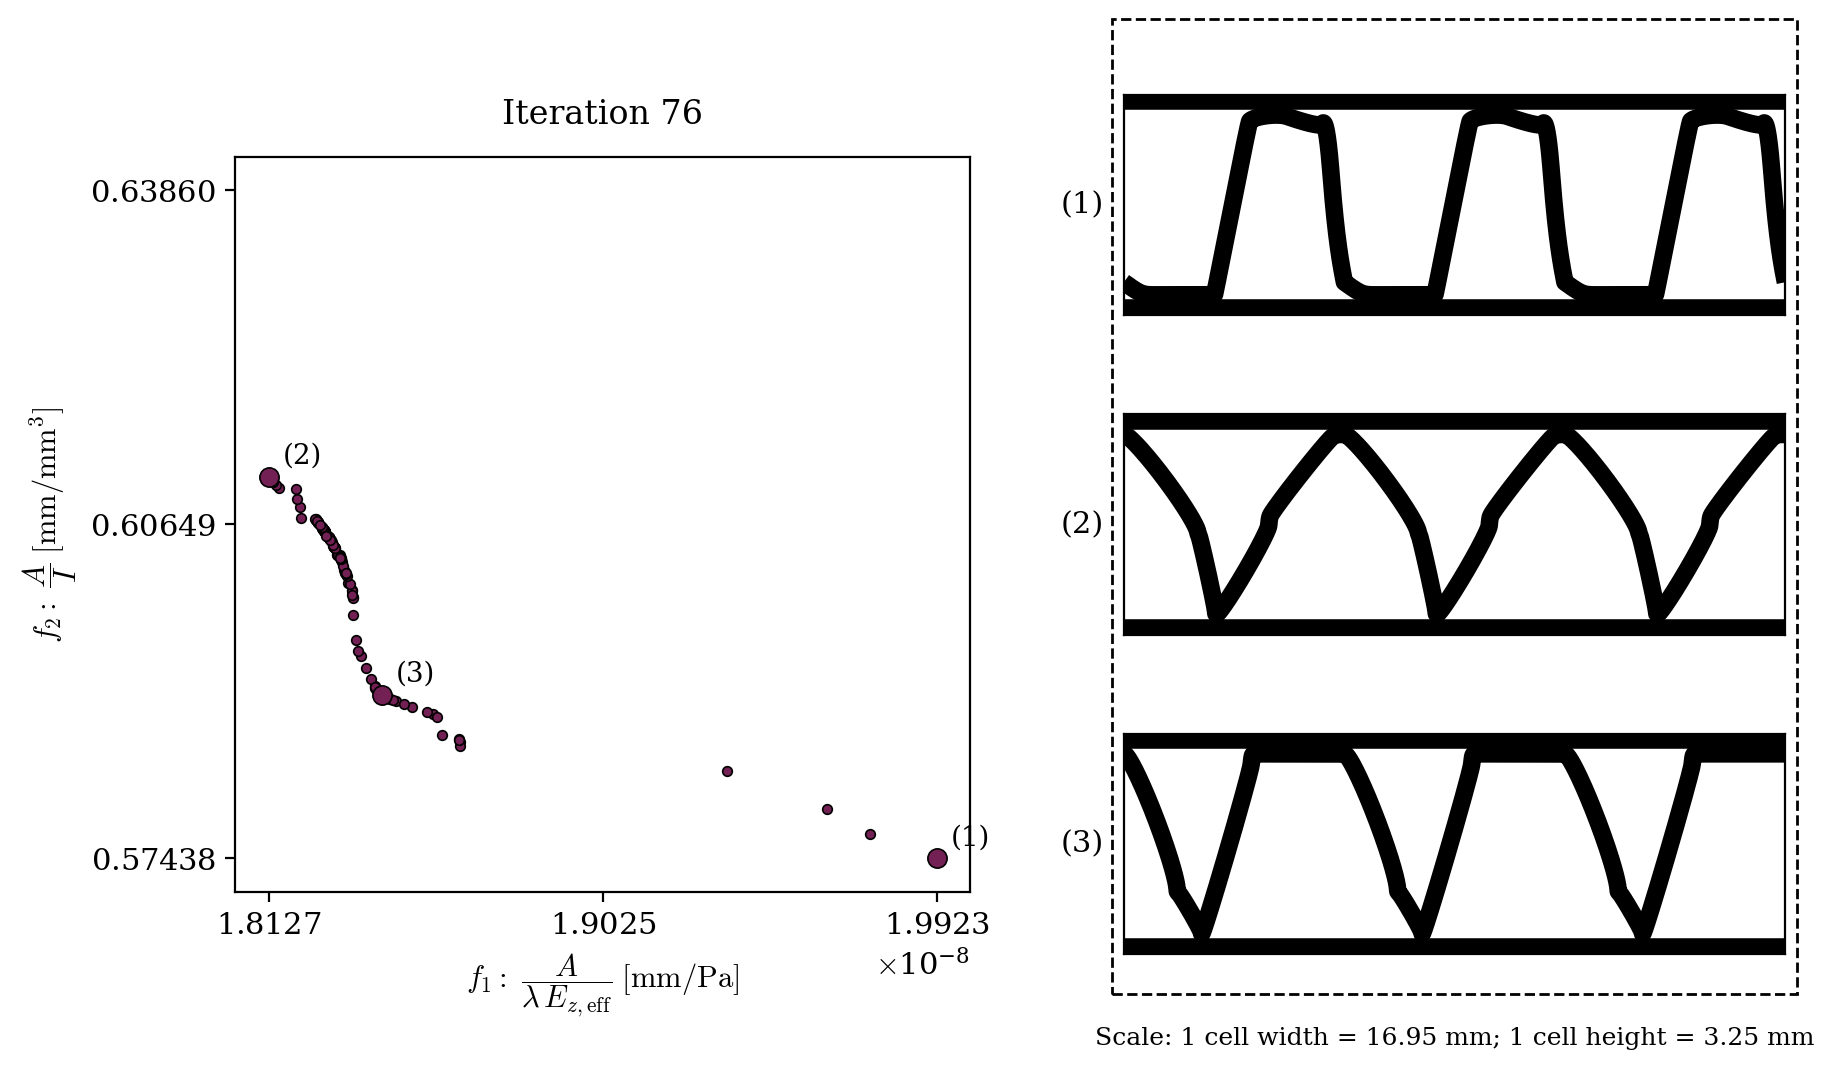 Iteration 76
0.63860
0.60649
0.57438
f₂ : A/I [mm/mm³]
(2)
(3)
(1)
1.8127 1.9025 1.9923
×10⁻⁸
f₁ : A/(λ E_z,eff) [mm/Pa]
(1)
(2)
(3)
Scale: 1 cell width = 16.95 mm; 1 cell height = 3.25 mm